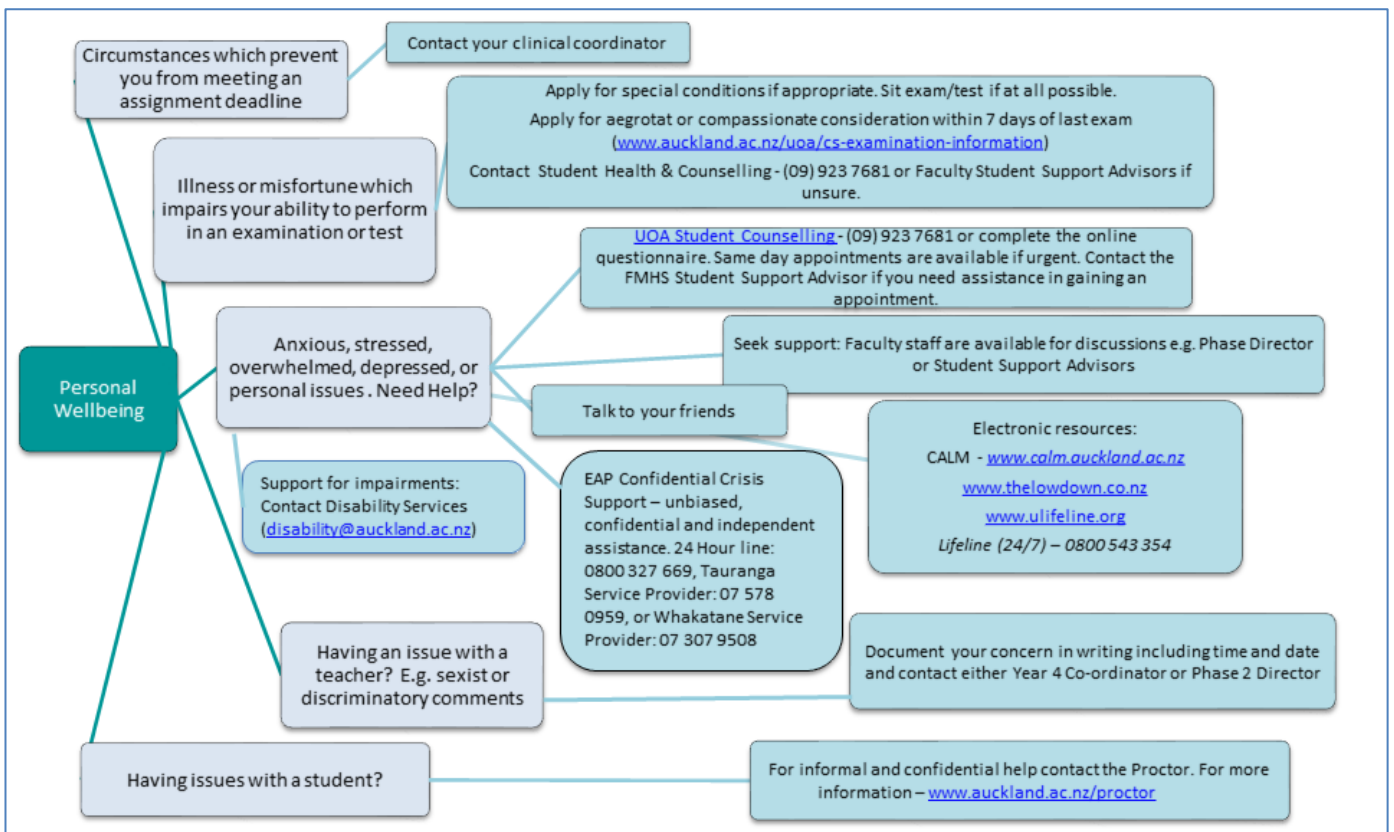 Circumstances which prevent
you from meeting an
assignment deadline
Contact your clinical coordinator
Illness or misfortune which
impairs your ability to perform
in an examination or test
Apply for special conditions if appropriate. Sit exam/test if at all possible.
Apply for aegrotat or compassionate consideration within 7 days of last exam
(www.auckland.ac.nz/uoa/cs-examination-information)
Contact Student Health & Counselling - (09) 923 7681 or Faculty Student Support Advisors if
unsure.
Personal
Wellbeing
Anxious, stressed,
overwhelmed, depressed, or
personal issues . Need Help?
UOA Student Counselling - (09) 923 7681 or complete the online
questionnaire. Same day appointments are available if urgent. Contact the
FMHS Student Support Advisor if you need assistance in gaining an
appointment.
Seek support: Faculty staff are available for discussions e.g. Phase Director
or Student Support Advisors
Talk to your friends
Electronic resources:
CALM - www.calm.auckland.ac.nz
www.thelowdown.co.nz
www.ulifeline.org
Lifeline (24/7) – 0800 543 354
Support for impairments:
Contact Disability Services
(disability@auckland.ac.nz)
EAP Confidential Crisis
Support – unbiased,
confidential and independent
assistance. 24 Hour line:
0800 327 669, Tauranga
Service Provider: 07 578
0959, or Whakatane Service
Provider: 07 307 9508
Having an issue with a
teacher? E.g. sexist or
discriminatory comments
Document your concern in writing including time and date
and contact either Year 4 Co-ordinator or Phase 2 Director
Having issues with a student?
For informal and confidential help contact the Proctor. For more
information – www.auckland.ac.nz/proctor